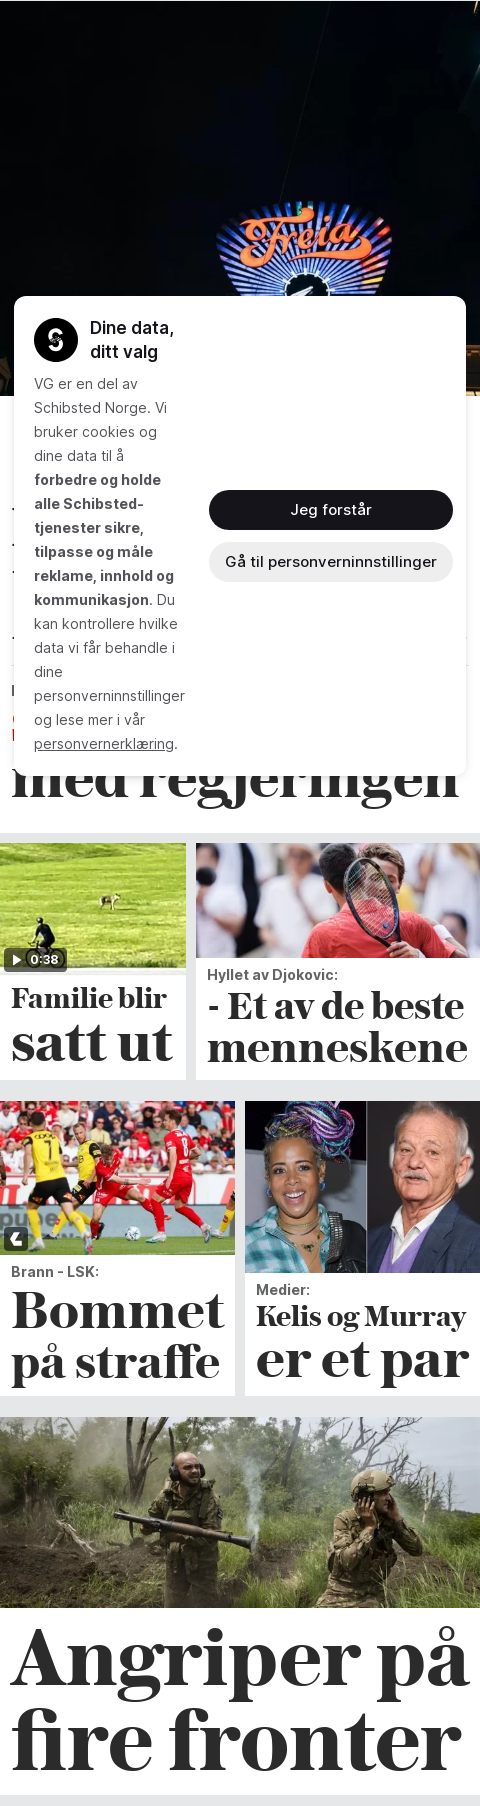 Freia
Dine data,
ditt valg
VG er en del av
Schibsted Norge. Vi
bruker cookies og
dine data til å
forbedre og holde
alle Schibsted-
tjenester sikre,
tilpasse og måle
reklame, innhold og
kommunikasjon. Du
kan kontrollere hvilke
data vi får behandle i
dine
personverninnstillinger
og lese mer i vår
personvernerklæring.
Jeg forstår
Gå til personverninnstillinger
med regjeringen
0:38
Familie blir
satt ut
Hyllet av Djokovic:
- Et av de beste
menneskene
7
8
Brann - LSK:
Bommet
på straffe
Medier:
Kelis og Murray
er et par
Angriper på
fire fronter